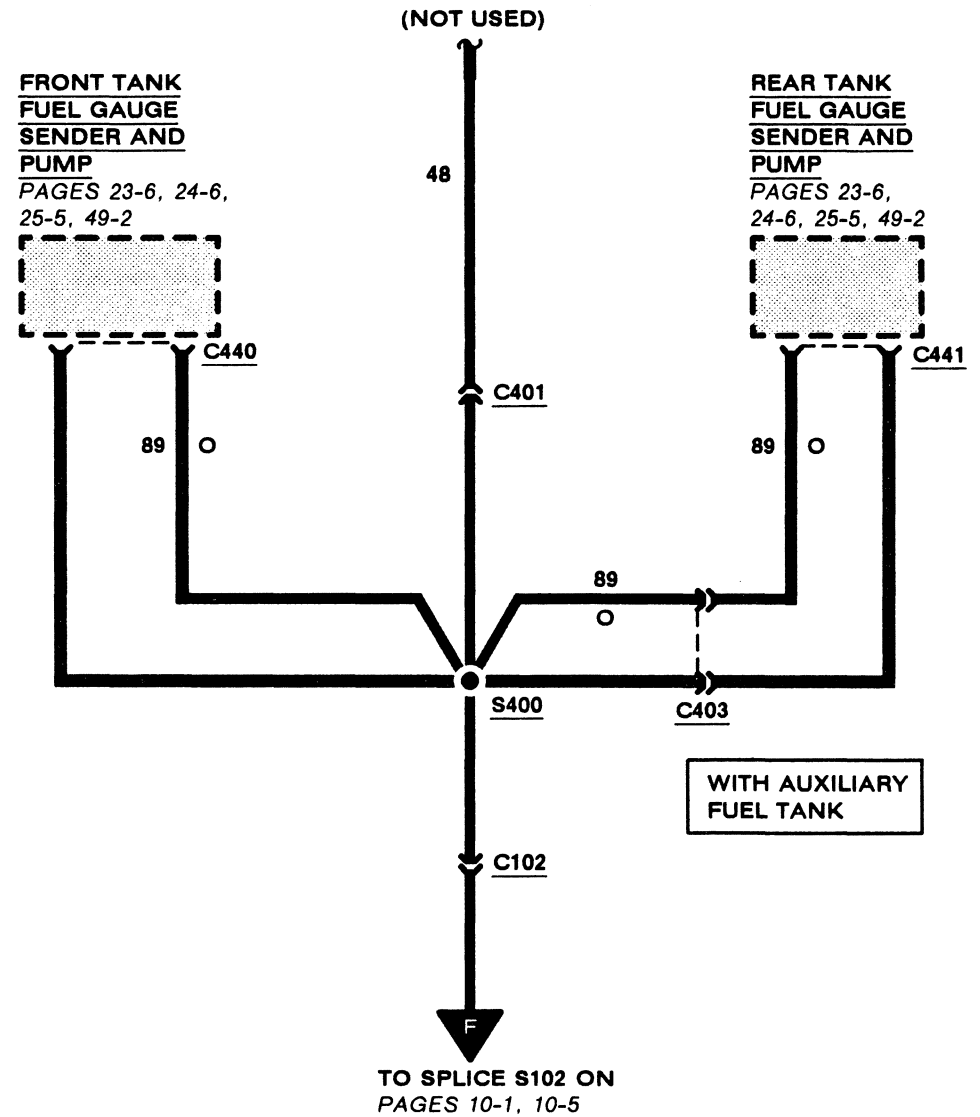 (NOT USED)
FRONT TANK
FUEL GAUGE
SENDER AND
PUMP
PAGES 23-6, 24-6,
25-5, 49-2
REAR TANK
FUEL GAUGE
SENDER AND
PUMP
PAGES 23-6,
24-6, 25-5, 49-2
48
C440
C441
C401
89 O
89 O
89
O
S400
C403
WITH AUXILIARY
FUEL TANK
C102
F
TO SPLICE S102 ON
PAGES 10-1, 10-5